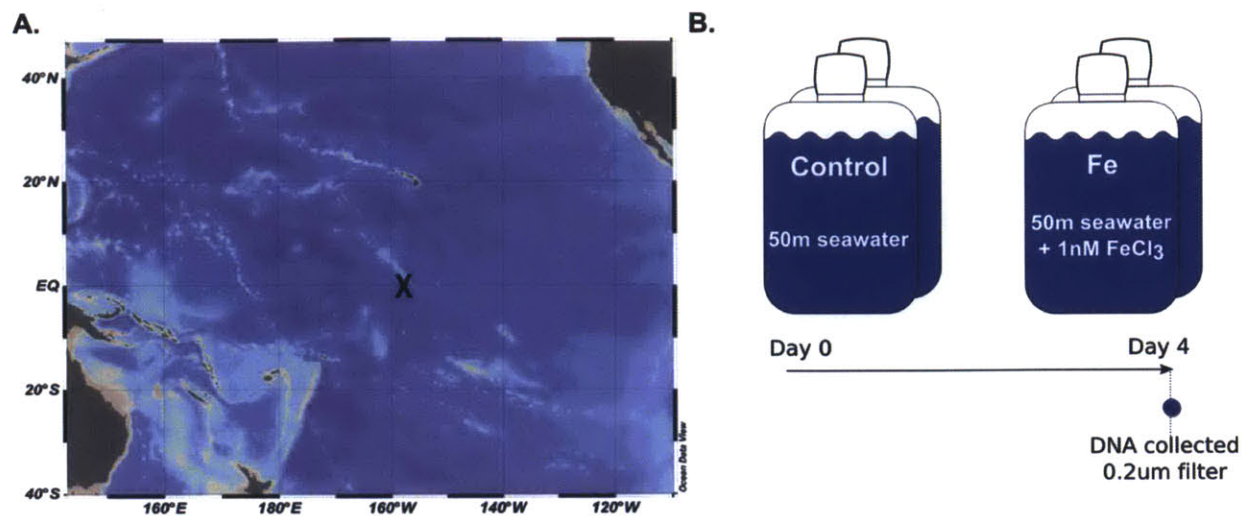 A.
40°N
20°N
EQ
20°S
40°S
160°E
180°E
160°W
140°W
120°W
Ocean Data View
X
B.
Control
50m seawater
Fe
50m seawater
+ 1nM FeCl3
Day 0
Day 4
DNA collected
0.2um filter